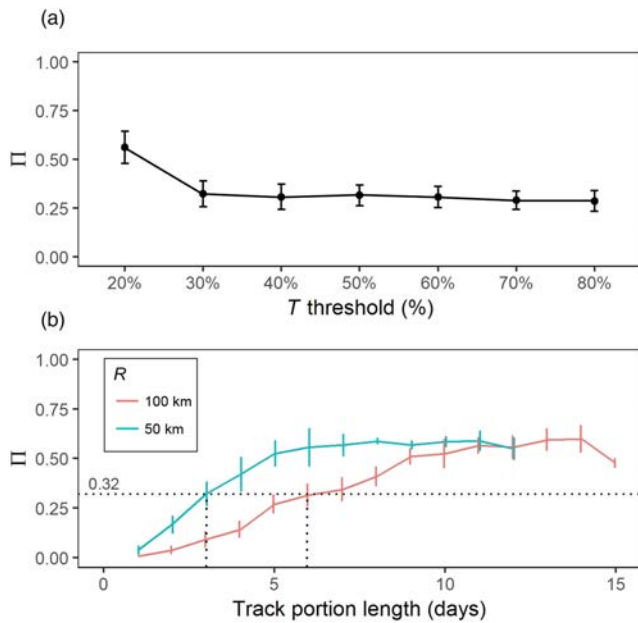 (a)
1.00
0.75
0.50
0.25
0.00
Π
20% 30% 40% 50% 60% 70% 80%
T threshold (%)
(b)
1.00
0.75
0.50
0.25
0.00
Π
R
100 km
50 km
0.32
0 5 10 15
Track portion length (days)